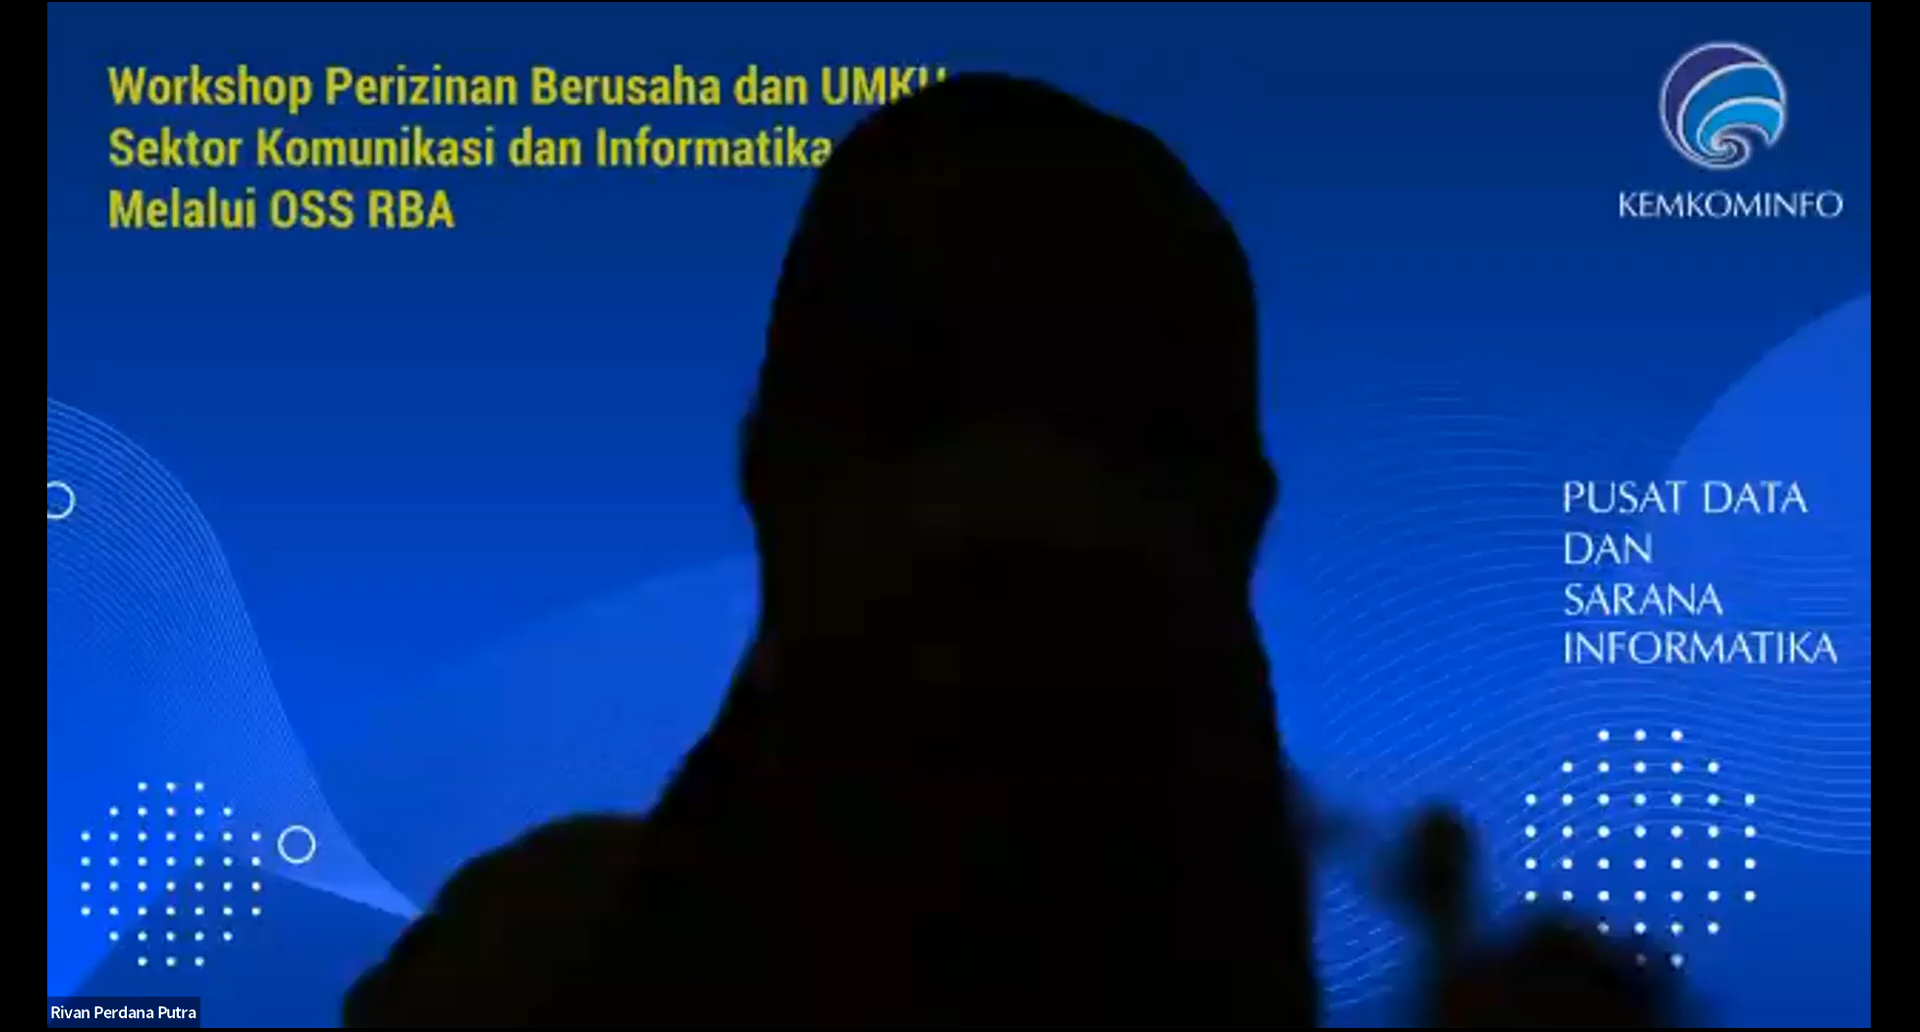 Workshop Perizinan Berusaha dan
Sektor Komunikasi dan Informatika
Melalui OSS RBA
KEMKOMINFO
PUSAT DATA
DAN
SARANA
INFORMATIKA
Rivan Perdana Putra